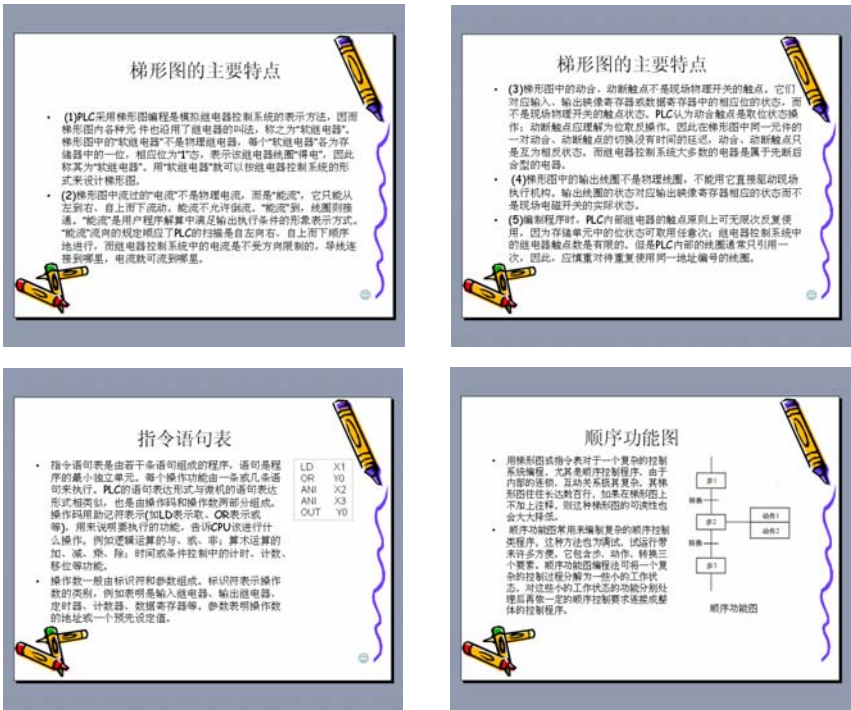 梯形图的主要特点
• (1)PLC采用梯形图编程是模拟继电器控制系统的表示方法，因而
梯形图内各种元 件也沿用了继电器的叫法，称之为"软继电器"。
梯形图中的"软继电器"不是物理继电器，每个"软继电器"各为存
储器中的一位，相应位为"1"态，表示该继电器线圈"得电"，因此
称其为"软继电器"。用"软继电器"就可以按继电器控制系统的形
式来设计梯形图。
• (2)梯形图中流过的"电流"不是物理电流，而是"能流"，它只能从
左到右、自上而下流动。能流不允许倒流。"能流"到，线圈则接
通。"能流"是用户程序解算中满足输出执行条件的形象表示方式。
"能流"流向的规定顺应了PLC的扫描是自左向右、自上而下顺序
地进行，而继电器控制系统中的电流是不受方向限制的，导线连
接到哪里，电流就可流到哪里。
梯形图的主要特点
• (3)梯形图中的动合、动断触点不是现场物理开关的触点。它们
对应输入、输出映像寄存器或数据寄存器中的相应位的状态，而
不是现场物理开关的触点状态。PLC认为动合触点是取位状态操
作；动断触点应理解为位取反操作。因此在梯形图中同一元件的
一对动合、动断触点的切换没有时间的延迟，动合、动断触点只
是互为相反状态。而继电器控制系统大多数的电器是属于先断后
合型的电器。
• (4)梯形图中的输出线圈不是物理线圈，不能用它直接驱动现场
执行机构。输出线圈的状态对应输出映像寄存器相应的状态而不
是现场电磁开关的实际状态。
• (5)编制程序时，PLC内部继电器的触点原则上可无限次反复使
用，因为存储单元中的位状态可取用任意次；继电器控制系统中
的继电器触点数是有限的。但是PLC内部的线圈通常只引用一
次，因此，应慎重对待重复使用同一地址编号的线圈。
指令语句表
• 指令语句表是由若干条语句组成的程序，语句是程
序的最小独立单元。每个操作功能由一条或几条语
句来执行。PLC的语句表达形式与微机的语句表达
形式相类似，也是由操作码和操作数两部分组成。
操作码用助记符表示(如LD表示取、OR表示或
等)，用来说明要执行的功能，告诉CPU该进行什
么操作。例如逻辑运算的与、或、非；算术运算的
加、减、乘、除；时间或条件控制中的计时、计数、
移位等功能。
• 操作数一般由标识符和参数组成。标识符表示操作
数的类别，例如表明是输入继电器、输出继电器、
定时器、计数器、数据寄存器等。参数表明操作数
的地址或一个预先设定值。
LD X1
OR Y0
ANI X2
ANI X3
OUT Y0
顺序功能图
• 用梯形图或指令表对于一个复杂的控制
系统编程，尤其是顺序控制程序，由于
内部的连锁、互动关系极其复杂，其梯
形图往往长达数百行，如果在梯形图上
不加上注释，则这种梯形图的可读性也
会大大降低。
• 顺序功能图常用来编制复杂的顺序控制
类程序，这种方法也为调试、试运行带
来许多方便。它包含步、动作、转换三
个要素。顺序功能图编程法可将一个复
杂的控制过程分解为一些小的工作状
态，对这些小的工作状态的功能分别处
理后再依一定的顺序控制要求连接成整
体的控制程序。
步1
转换
步2
动作1
动作2
转换
步3
顺序功能图